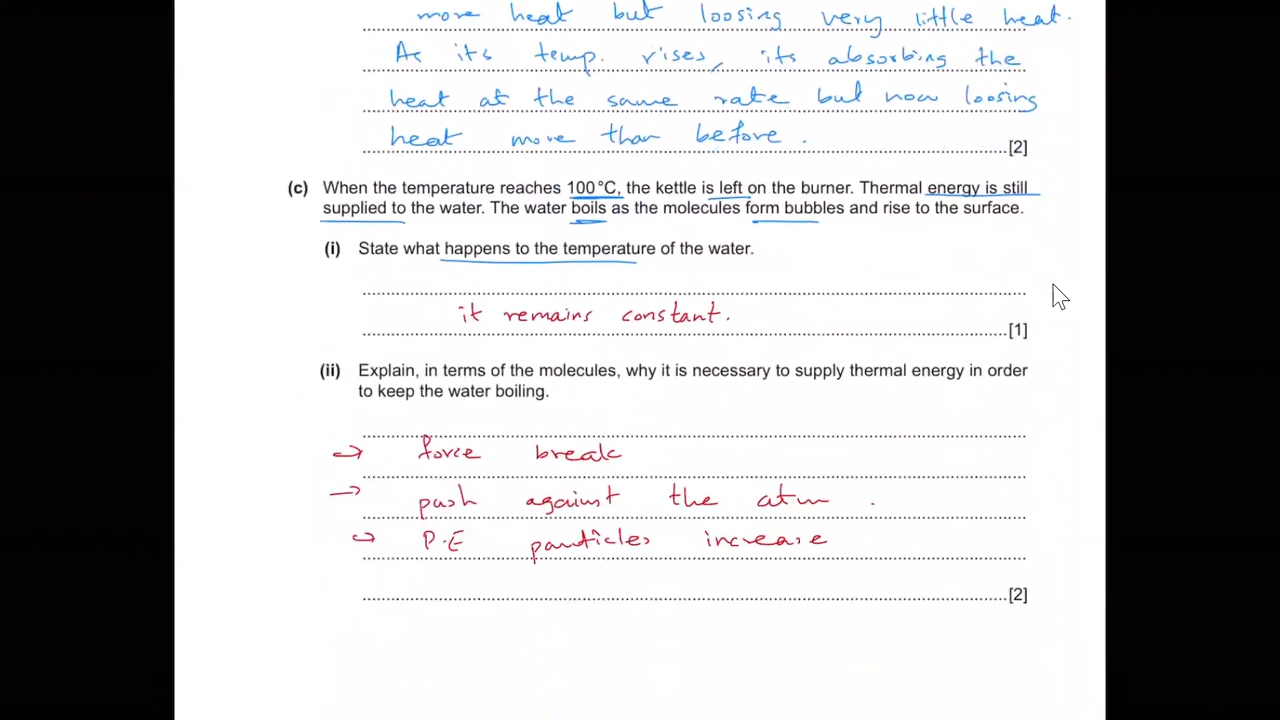 more heat but loosing very little heat.
As its temp. rises, its absorbing the
heat at the same rate but now loosing
heat more than before.
[2]
(c) When the temperature reaches 100°C, the kettle is left on the burner. Thermal energy is still
supplied to the water. The water boils as the molecules form bubbles and rise to the surface.
(i) State what happens to the temperature of the water.
it remains constant.
[1]
(ii) Explain, in terms of the molecules, why it is necessary to supply thermal energy in order
to keep the water boiling.
→ force break
→ push against the atm.
→ P.E particles increase
[2]